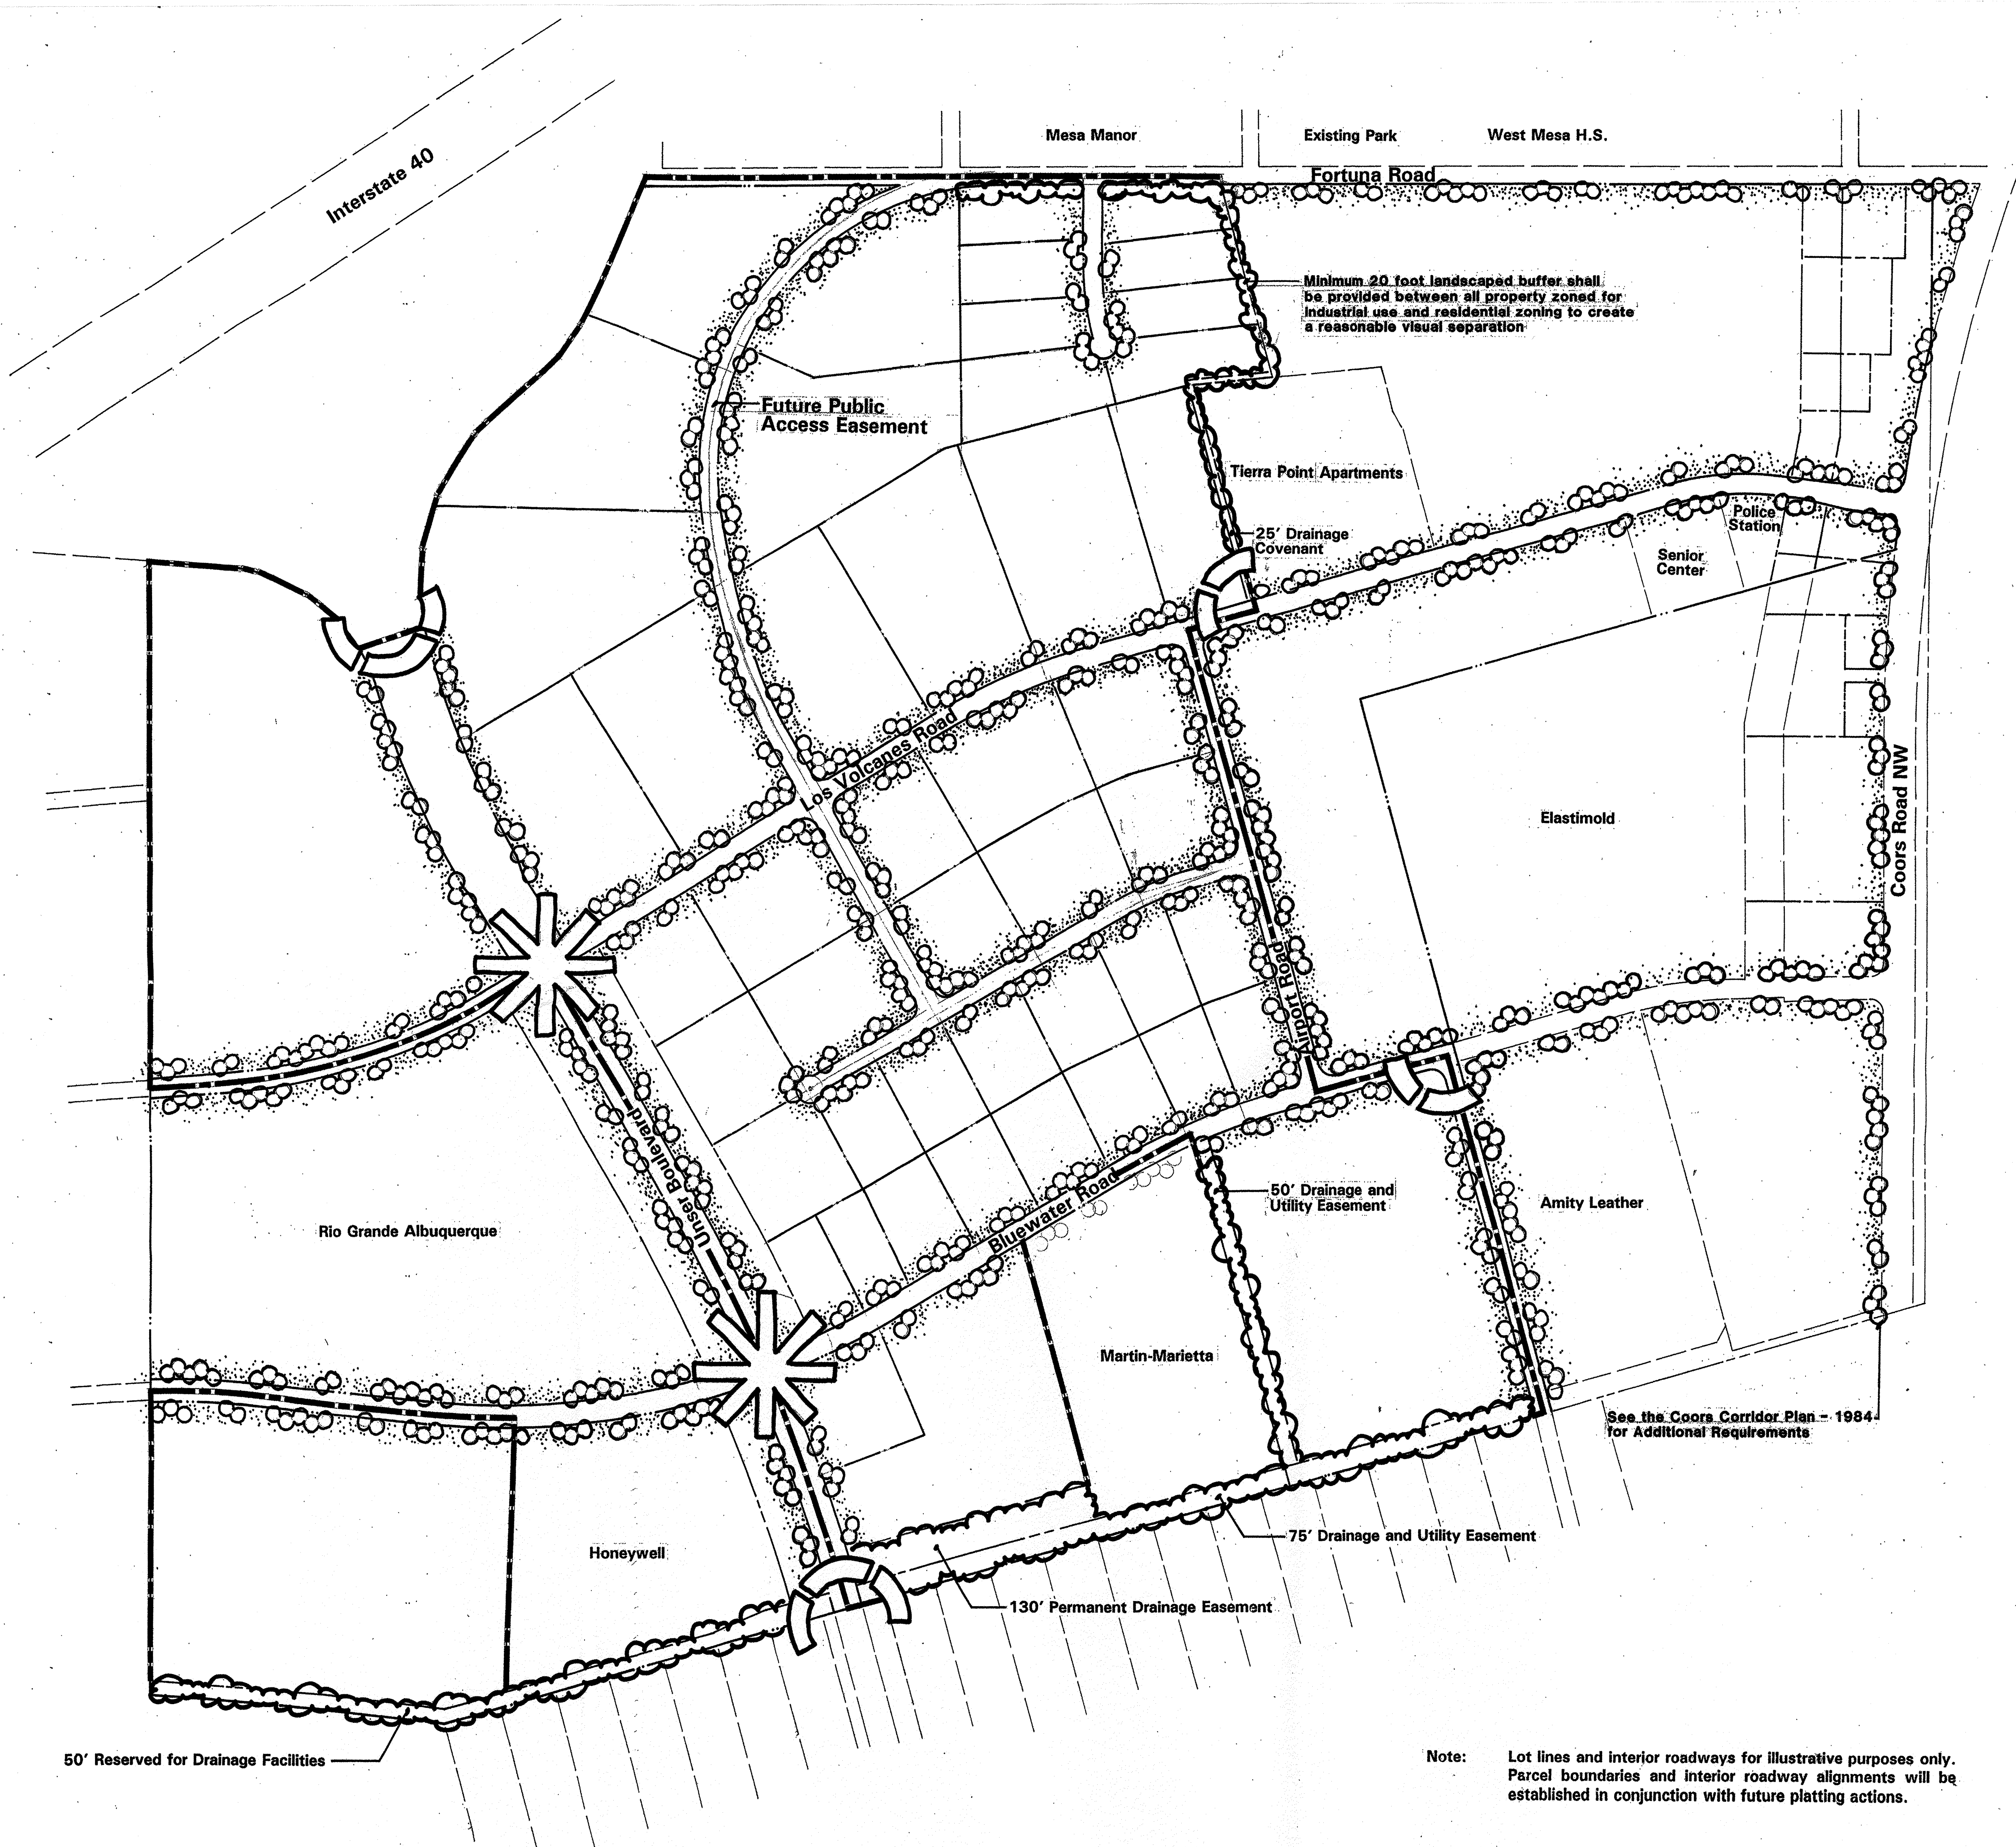 Mesa Manor
Existing Park
West Mesa H.S.
Interstate 40
Fortuna Road
Minimum 20 foot landscaped buffer shall
be provided between all property zoned for
industrial use and residential zoning to create
a reasonable visual separation
Future Public
Access Easement
Tierra Point Apartments
25' Drainage
Covenant
Police
Station
Senior
Center
Los Volcanes Road
Elastimold
Coors Road NW
Airport Road
Unser Boulevard
50' Drainage and
Utility Easement
Amity Leather
Bluewater Road
Rio Grande Albuquerque
Martin-Marietta
See the Coors Corridor Plan - 1984
for Additional Requirements
75' Drainage and Utility Easement
Honeywell
130' Permanent Drainage Easement
50' Reserved for Drainage Facilities
Note: Lot lines and interior roadways for illustrative purposes only.
Parcel boundaries and interior roadway alignments will be
established in conjunction with future platting actions.